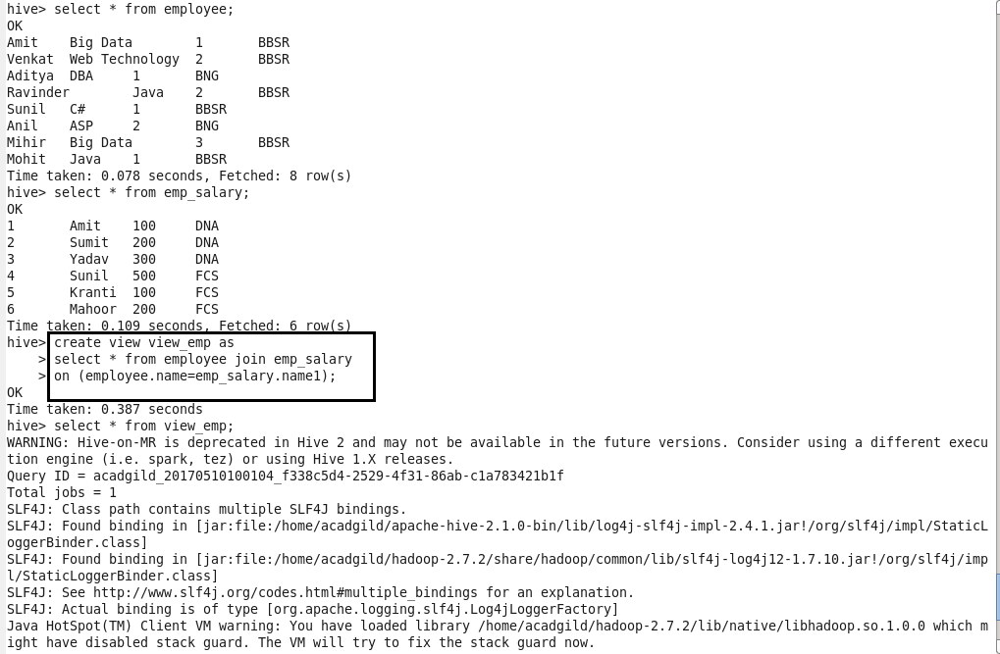 hive> select * from employee;
OK
Amit    Big Data        1       BBSR
Venkat  Web Technology  2       BBSR
Aditya  DBA     1       BNG
Ravinder        Java    2       BBSR
Sunil   C#      1       BBSR
Anil    ASP     2       BNG
Mihir   Big Data        3       BBSR
Mohit   Java    1       BBSR
Time taken: 0.078 seconds, Fetched: 8 row(s)
hive> select * from emp_salary;
OK
1       Amit    100     DNA
2       Sumit   200     DNA
3       Yadav   300     DNA
4       Sunil   500     FCS
5       Kranti  100     FCS
6       Mahoor  200     FCS
Time taken: 0.109 seconds, Fetched: 6 row(s)
hive> create view view_emp as
    > select * from employee join emp_salary
    > on (employee.name=emp_salary.name1);
OK
Time taken: 0.387 seconds
hive> select * from view_emp;
WARNING: Hive-on-MR is deprecated in Hive 2 and may not be available in the future versions. Consider using a different execu
tion engine (i.e. spark, tez) or using Hive 1.X releases.
Query ID = acadgild_20170510100104_f338c5d4-2529-4f31-86ab-c1a783421b1f
Total jobs = 1
SLF4J: Class path contains multiple SLF4J bindings.
SLF4J: Found binding in [jar:file:/home/acadgild/apache-hive-2.1.0-bin/lib/log4j-slf4j-impl-2.4.1.jar!/org/slf4j/impl/StaticL
oggerBinder.class]
SLF4J: Found binding in [jar:file:/home/acadgild/hadoop-2.7.2/share/hadoop/common/lib/slf4j-log4j12-1.7.10.jar!/org/slf4j/imp
l/StaticLoggerBinder.class]
SLF4J: See http://www.slf4j.org/codes.html#multiple_bindings for an explanation.
SLF4J: Actual binding is of type [org.apache.logging.slf4j.Log4jLoggerFactory]
Java HotSpot(TM) Client VM warning: You have loaded library /home/acadgild/hadoop-2.7.2/lib/native/libhadoop.so.1.0.0 which m
ight have disabled stack guard. The VM will try to fix the stack guard now.